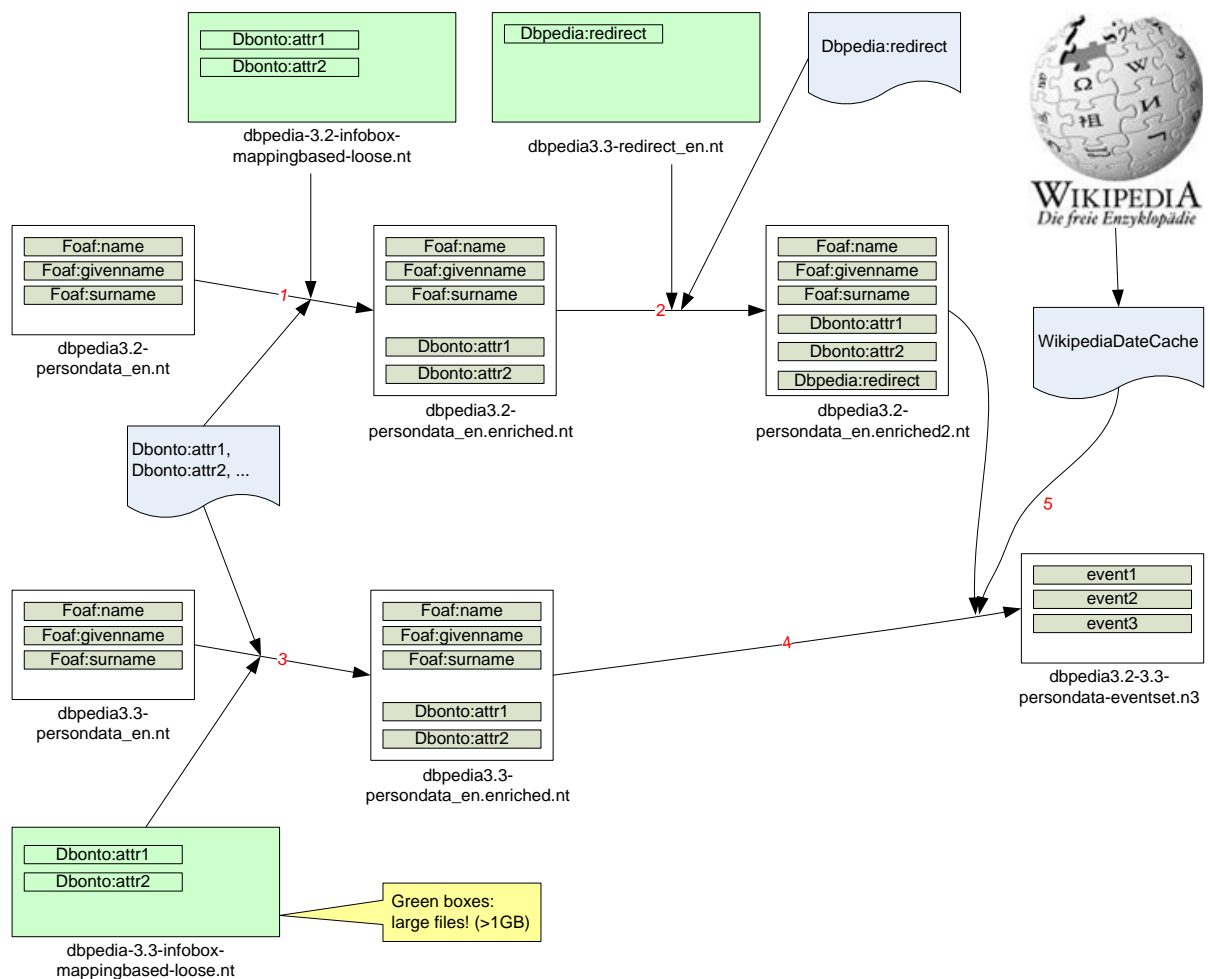 Dbonto:attr1
Dbonto:attr2
dbpedia-3.2-infobox-
mappingbased-loose.nt
Dbpedia:redirect
dbpedia3.3-redirect_en.nt
Dbpedia:redirect
Ω
W
И
祖
WIKIPEDIA
Die freie Enzyklopädie
Foaf:name
Foaf:givenname
Foaf:surname
dbpedia3.2-
persondata_en.nt
1
Foaf:name
Foaf:givenname
Foaf:surname
Dbonto:attr1
Dbonto:attr2
dbpedia3.2-
persondata_en.enriched.nt
2
Foaf:name
Foaf:givenname
Foaf:surname
Dbonto:attr1
Dbonto:attr2
Dbpedia:redirect
dbpedia3.2-
persondata_en.enriched2.nt
WikipediaDateCache
Dbonto:attr1,
Dbonto:attr2, ...
5
Foaf:name
Foaf:givenname
Foaf:surname
dbpedia3.3-
persondata_en.nt
3
Foaf:name
Foaf:givenname
Foaf:surname
Dbonto:attr1
Dbonto:attr2
dbpedia3.3-
persondata_en.enriched.nt
4
event1
event2
event3
dbpedia3.2-3.3-
persondata-eventset.n3
Dbonto:attr1
Dbonto:attr2
dbpedia-3.3-infobox-
mappingbased-loose.nt
Green boxes:
large files! (>1GB)